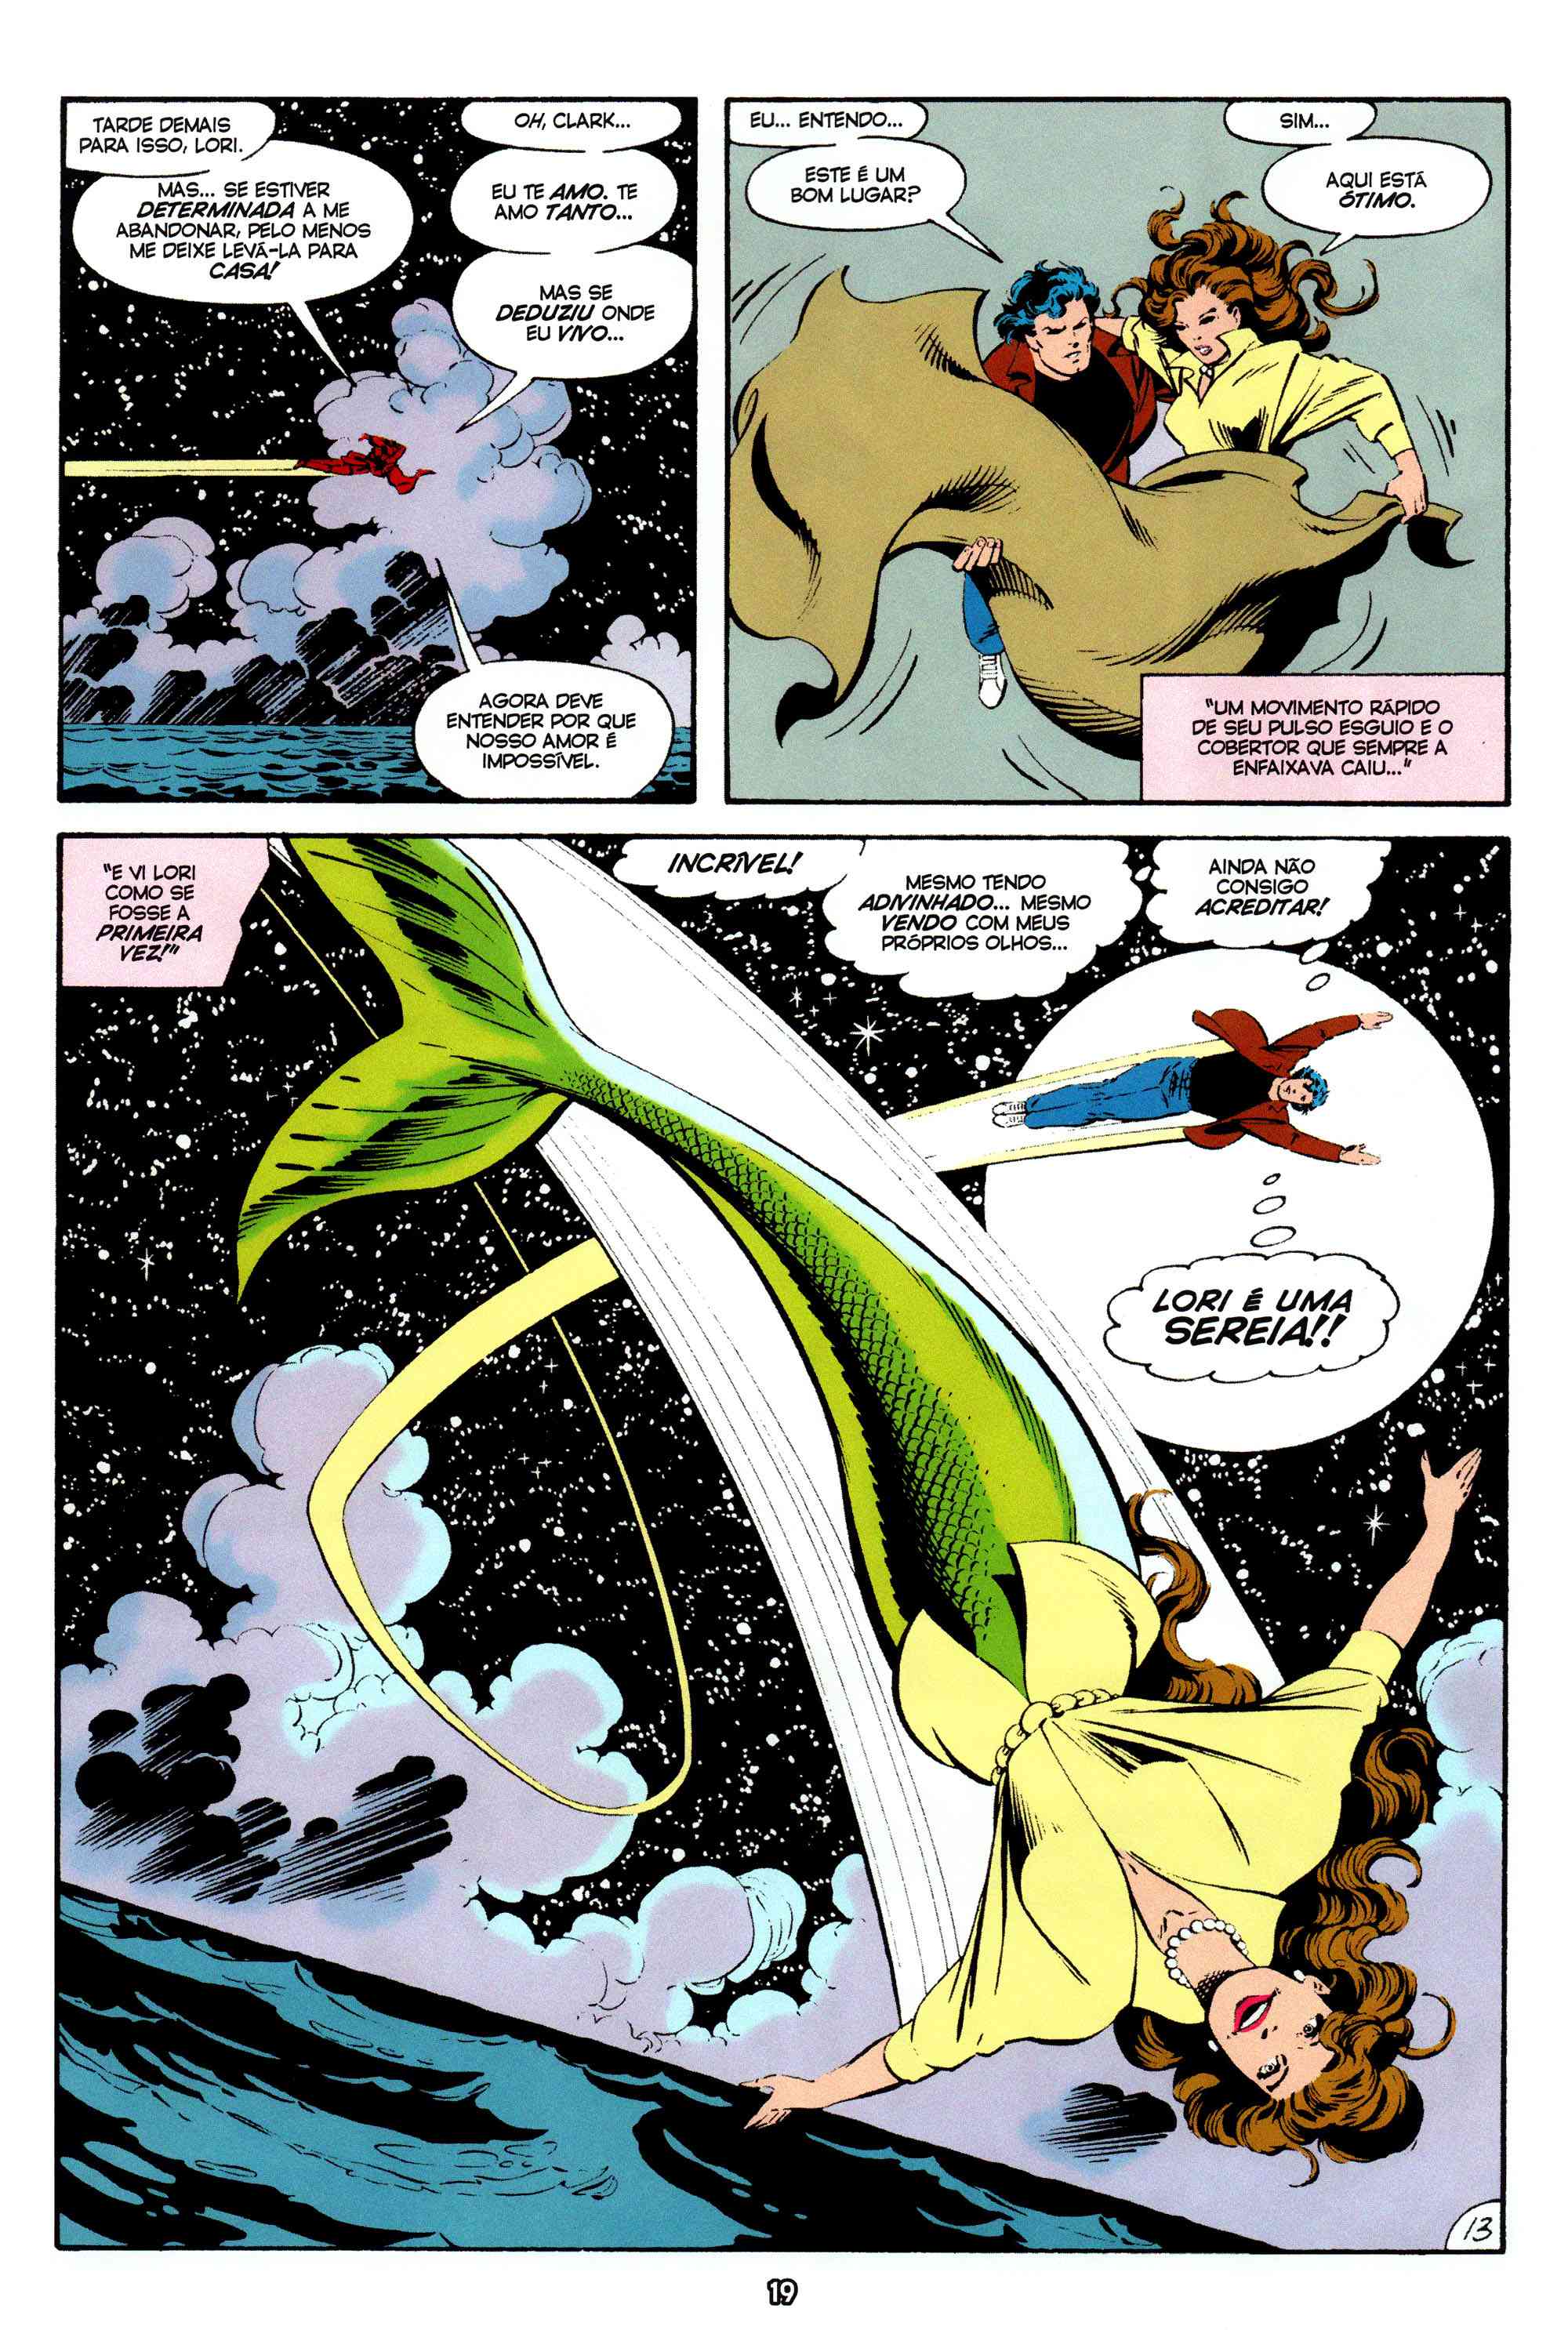 TARDE DEMAIS
PARA ISSO, LORI.
MAS... SE ESTIVER
DETERMINADA A ME
ABANDONAR, PELO MENOS
ME DEIXE LEVÁ-LA PARA
CASA!
OH, CLARK...
EU TE AMO. TE
AMO TANTO...
MAS SE
DEDUZIU ONDE
EU VIVO...
AGORA DEVE
ENTENDER POR QUE
NOSSO AMOR É
IMPOSSÍVEL.
EU... ENTENDO...
ESTE É UM
BOM LUGAR?
SIM...
AQUI ESTÁ
ÓTIMO.
"UM MOVIMENTO RÁPIDO
DE SEU PULSO ESGUIO E O
COBERTOR QUE SEMPRE A
ENFAIXAVA CAIU..."
"E VI LORI
COMO SE
FOSSE A
PRIMEIRA
VEZ!"
INCRÍVEL!
MESMO TENDO
ADIVINHADO... MESMO
VENDO COM MEUS
PRÓPRIOS OLHOS...
AINDA NÃO
CONSIGO
ACREDITAR!
LORI É UMA
SEREIA!!
13
19